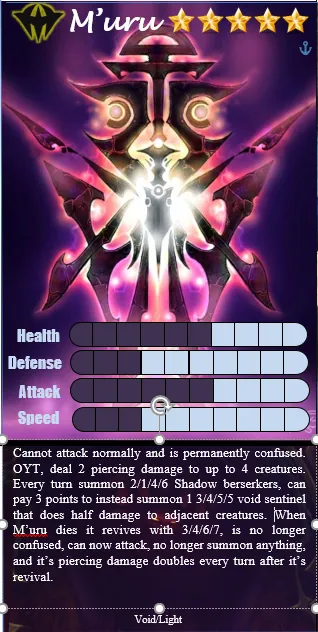 M'uru
Health
Defense
Attack
Speed
Cannot attack normally and is permanently confused.
OYT, deal 2 piercing damage to up to 4 creatures.
Every turn summon 2/1/4/6 Shadow berserkers, can
pay 3 points to instead summon 1 3/4/5/5 void sentinel
that does half damage to adjacent creatures. When
M'uru dies it revives with 3/4/6/7, is no longer
confused, can now attack, no longer summon anything,
and it's piercing damage doubles every turn after it's
revival.
Void/Light